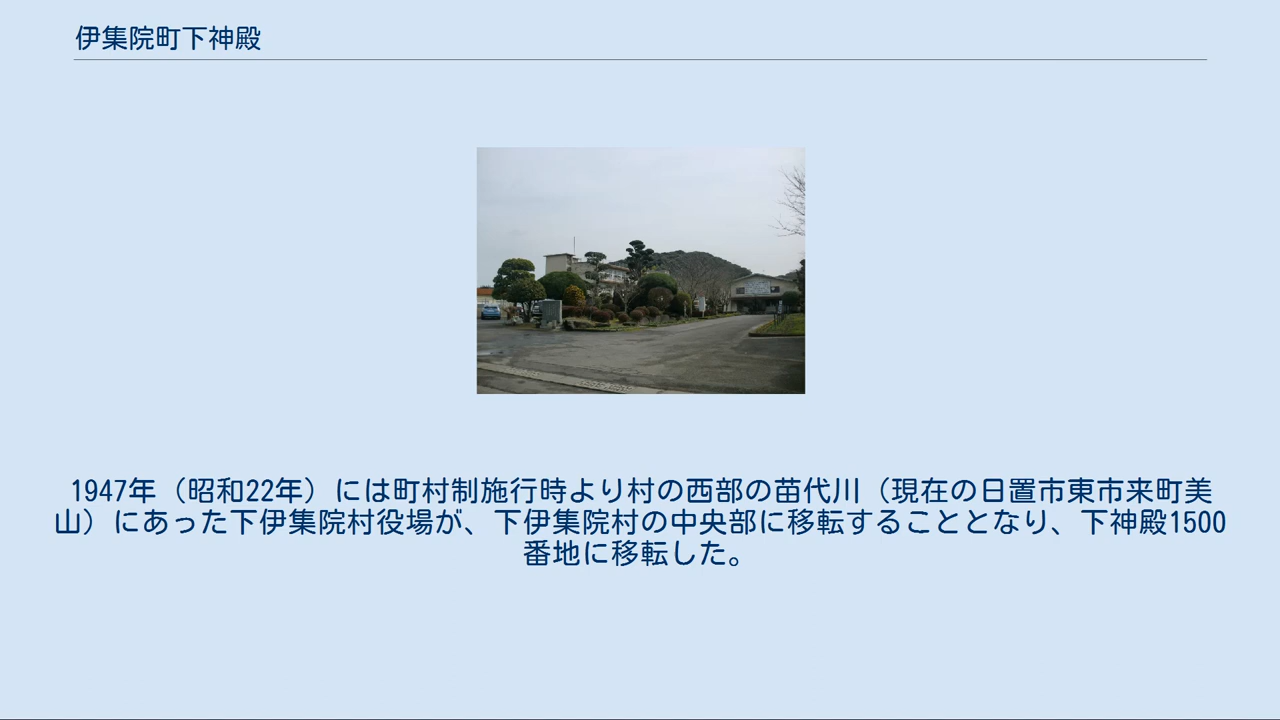 伊集院町下神殿
1947年（昭和22年）には町村制施行時より村の西部の苗代川（現在の日置市東市来町美
山）にあった下伊集院村役場が、下伊集院村の中央部に移転することとなり、下神殿1500
番地に移転した。